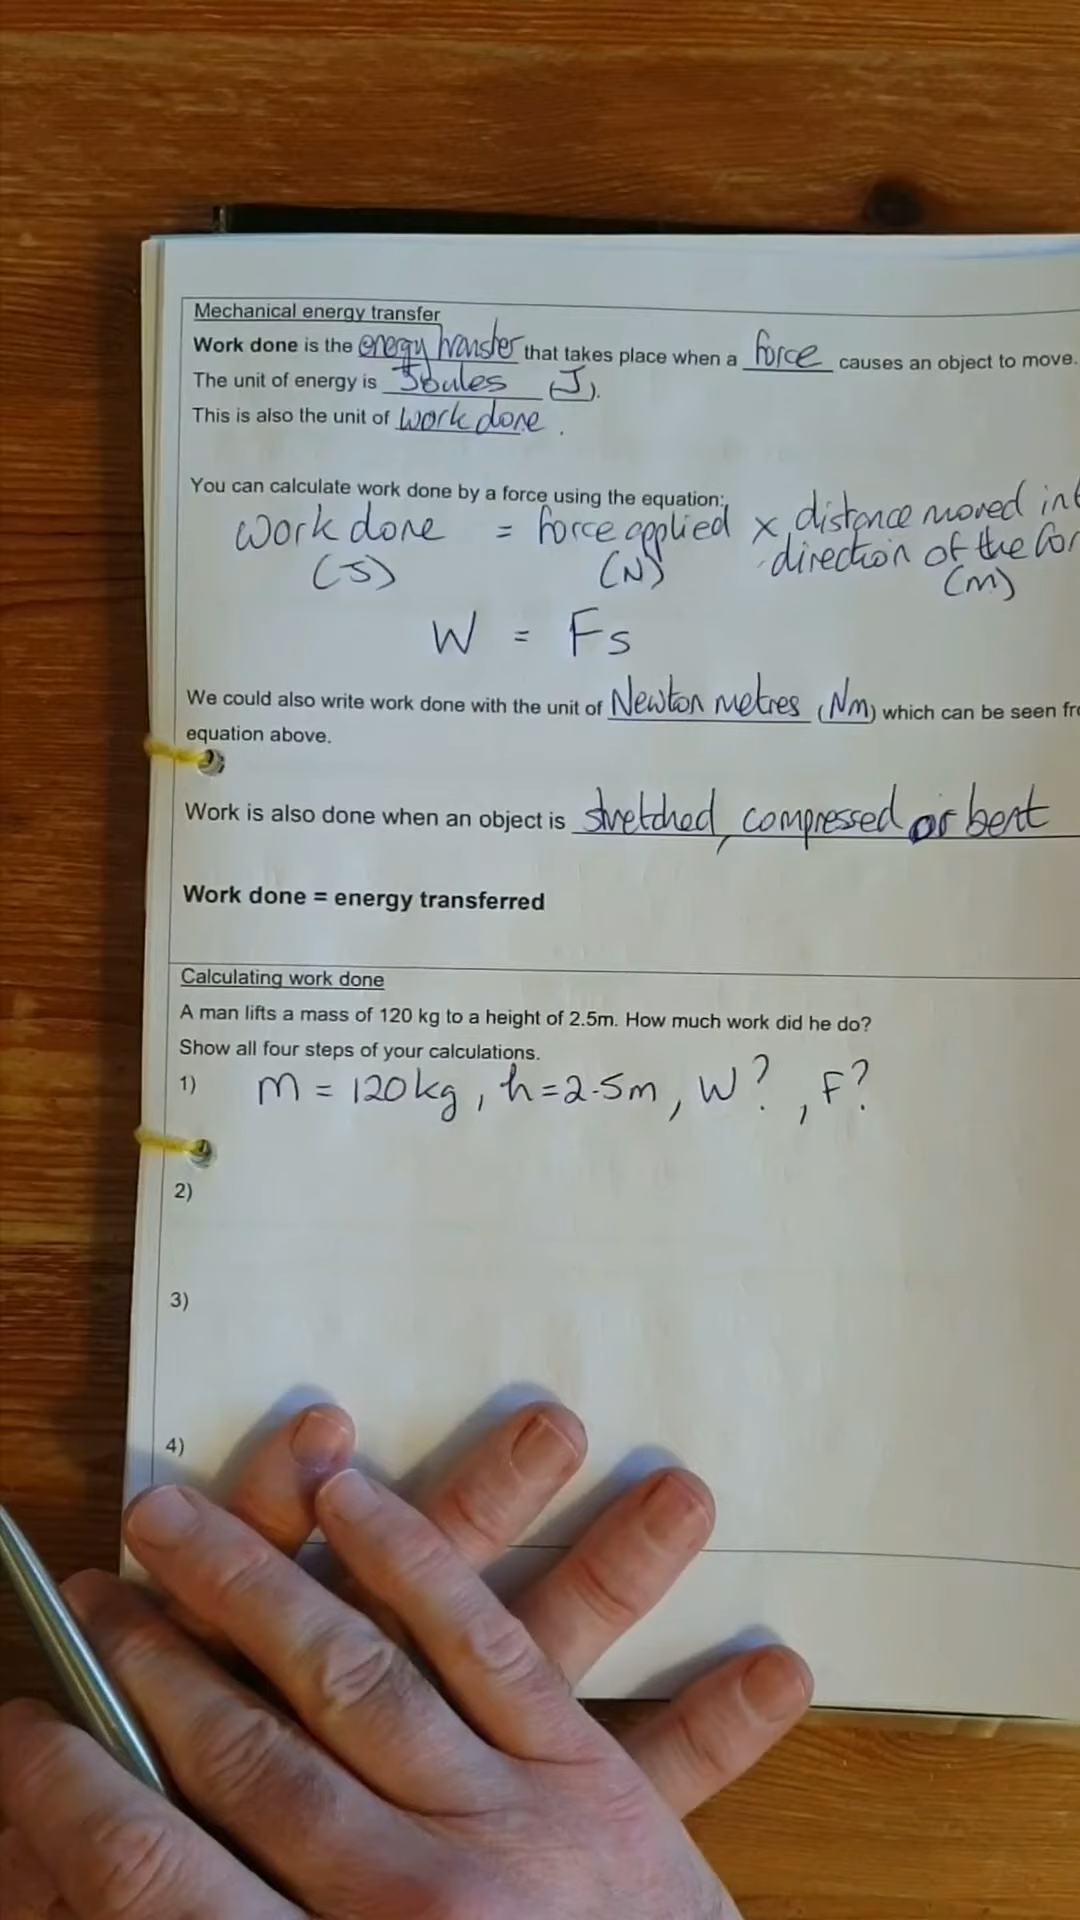 Mechanical energy transfer
Work done is the energy transfer that takes place when a force causes an object to move.
The unit of energy is Joules (J).
This is also the unit of work done.
You can calculate work done by a force using the equation:
work done = force applied x distance moved in
direction of the
(J) (N) (m)
W = Fs
We could also write work done with the unit of Newton metres (Nm) which can be seen
equation above.
Work is also done when an object is stretched, compressed or bent
Work done = energy transferred
Calculating work done
A man lifts a mass of 120 kg to a height of 2.5m. How much work did he do?
Show all four steps of your calculations.
1) m = 120kg, h=2.5m, W?, F?
2)
3)
4)